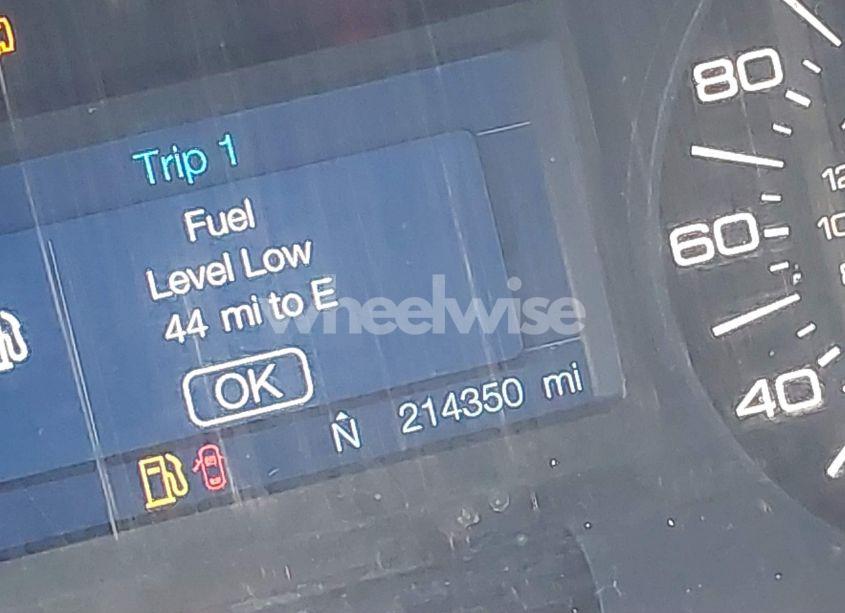 Trip 1
Fuel
Level Low
44 mi to E
OK
N
214350 mi
wheelwise
80
60
40